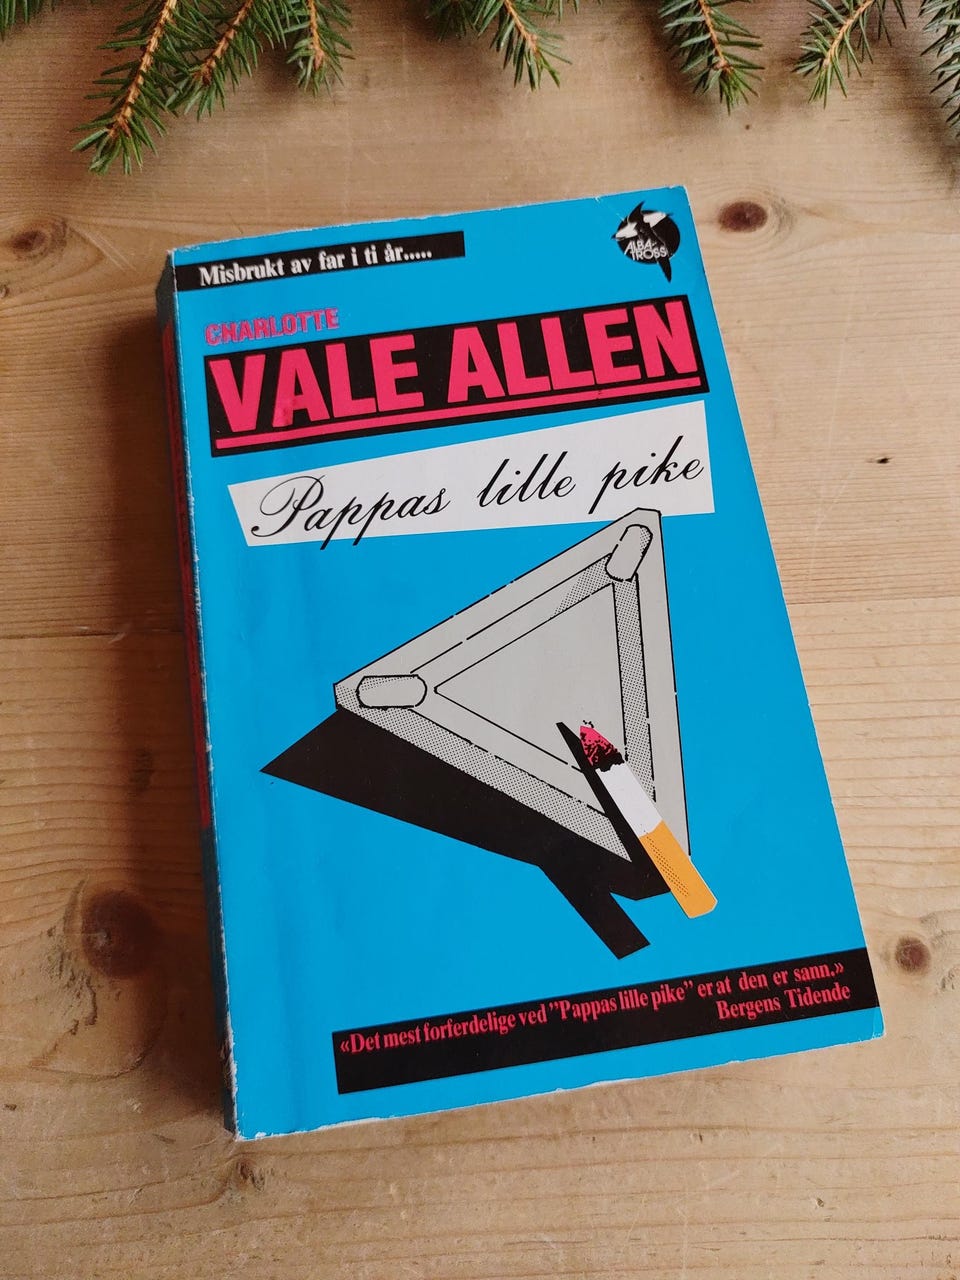 Misbrukt av far i ti år.....
ALBA-
TROSS
CHARLOTTE
VALE ALLEN
Pappas lille pike
«Det mest forferdelige ved "Pappas lille pike" er at den er sann.»
Bergens Tidende